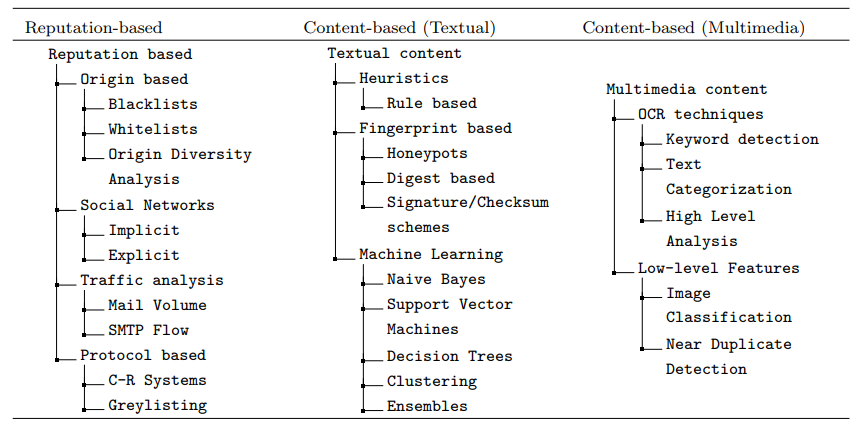 Reputation-based
Content-based (Textual)
Content-based (Multimedia)
Reputation based
Origin based
Blacklists
Whitelists
Origin Diversity
Analysis
Social Networks
Implicit
Explicit
Traffic analysis
Mail Volume
SMTP Flow
Protocol based
C-R Systems
Greylisting
Textual content
Heuristics
Rule based
Fingerprint based
Honeypots
Digest based
Signature/Checksum
schemes
Machine Learning
Naive Bayes
Support Vector
Machines
Decision Trees
Clustering
Ensembles
Multimedia content
OCR techniques
Keyword detection
Text
Categorization
High Level
Analysis
Low-level Features
Image
Classification
Near Duplicate
Detection